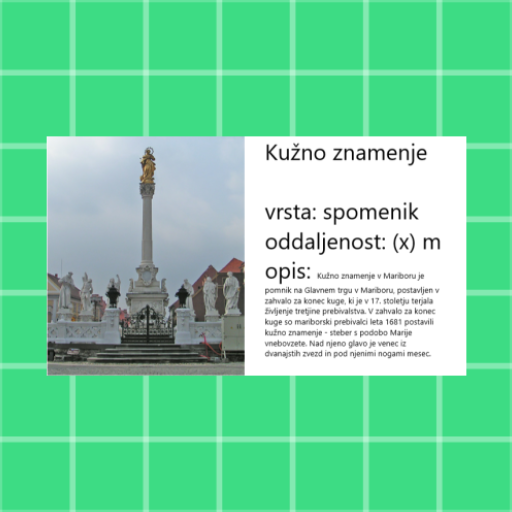 Kužno znamenje
vrsta: spomenik
oddaljenost: (x) m
opis: Kužno znamenje v Mariboru je
pomnik na Glavnem trgu v Mariboru, postavljen v
zahvalo za konec kuge, ki je v 17. stoletju terjala
življenje tretjine prebivalstva. V zahvalo za konec
kuge so mariborski prebivalci leta 1681 postavili
kužno znamenje - steber s podobo Marije
vnebovzete. Nad njeno glavo je venec iz
dvanajstih zvezd in pod njenimi nogami mesec.